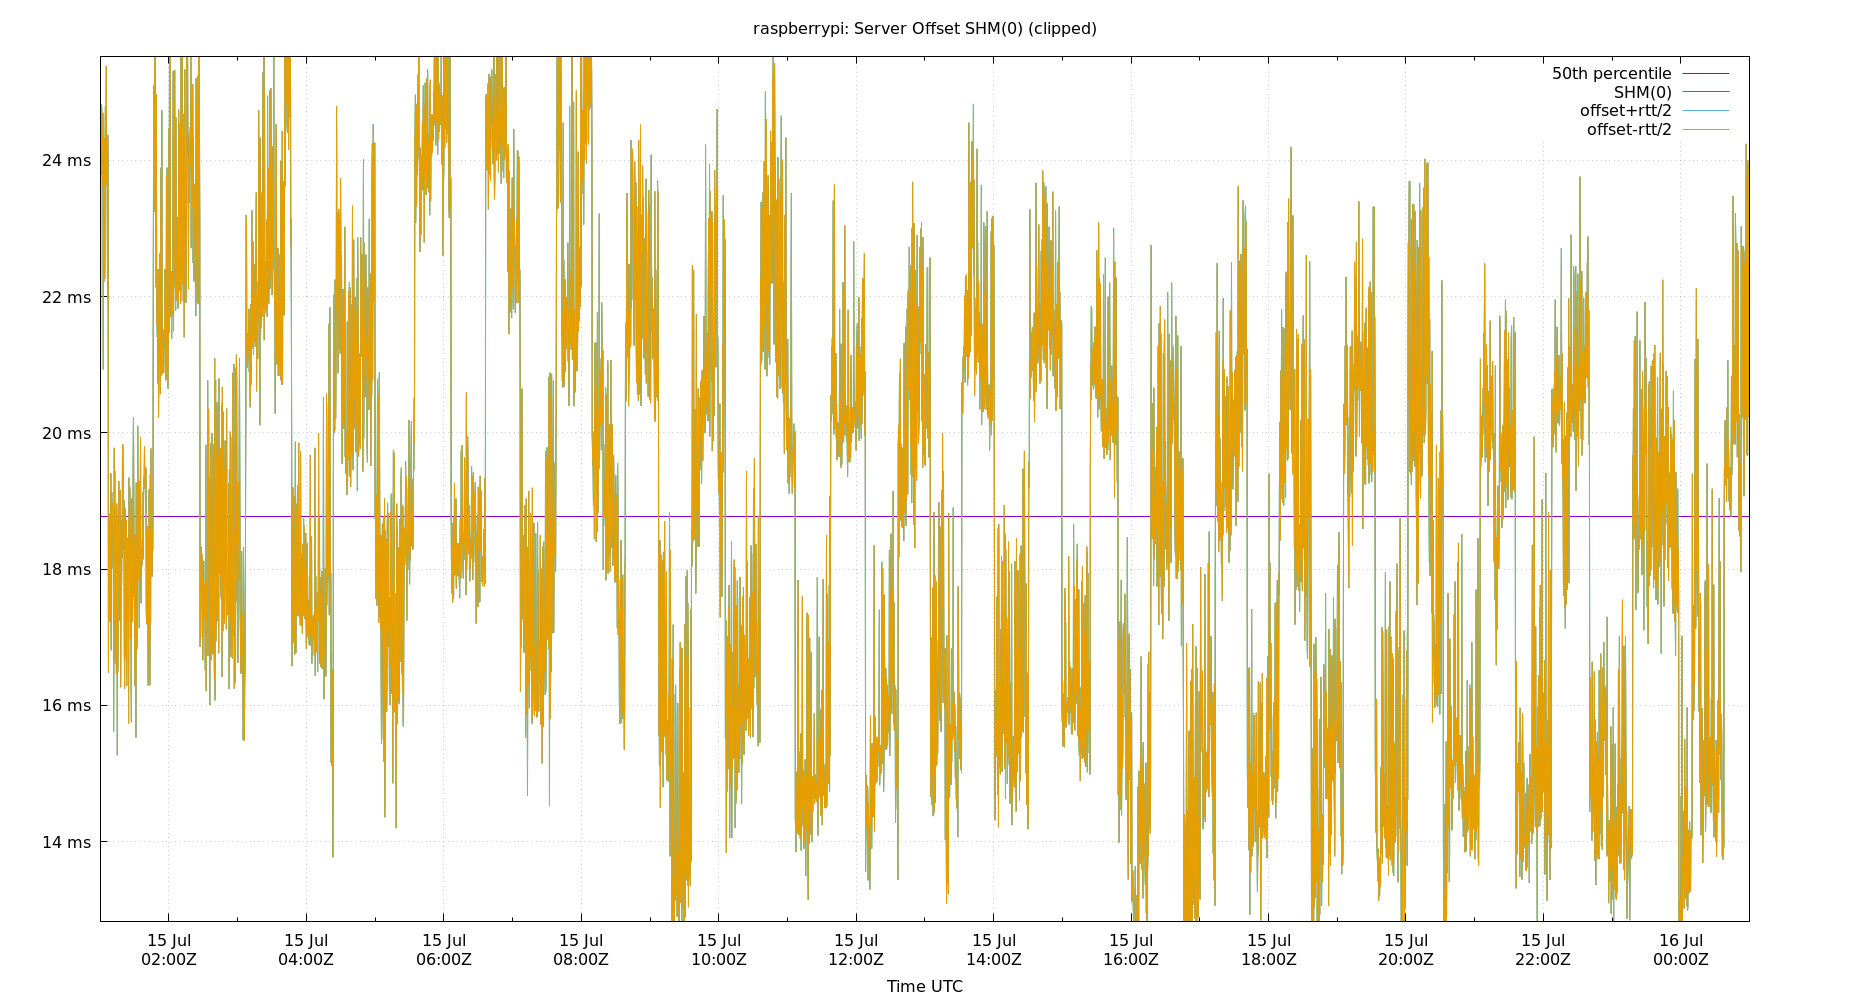 raspberrypi: Server Offset SHM(0) (clipped)
50th percentile
SHM(0)
offset+rtt/2
offset-rtt/2
24 ms
22 ms
20 ms
18 ms
16 ms
14 ms
15 Jul 15 Jul 15 Jul 15 Jul 15 Jul 15 Jul 15 Jul 15 Jul 15 Jul 15 Jul 15 Jul 16 Jul
02:00Z 04:00Z 06:00Z 08:00Z 10:00Z 12:00Z 14:00Z 16:00Z 18:00Z 20:00Z 22:00Z 00:00Z
Time UTC